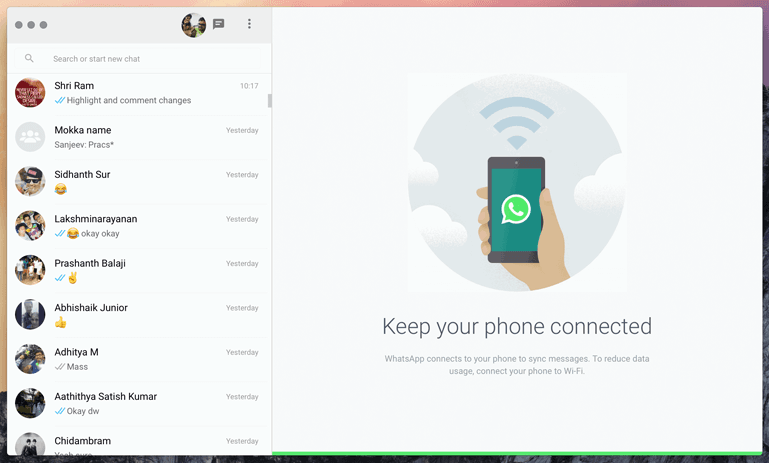 Search or start new chat
Shri Ram 10:17
Highlight and comment changes
Mokka name Yesterday
Sanjeev: Pracs*
Sidhanth Sur Yesterday
😂
Lakshminarayanan Yesterday
😂 okay okay
Prashanth Balaji Yesterday
✌
Abhishaik Junior Yesterday
👍
Adhitya M Yesterday
Mass
Aathithya Satish Kumar Yesterday
Okay dw
Chidambram Yesterday
Keep your phone connected
WhatsApp connects to your phone to sync messages. To reduce data
usage, connect your phone to Wi-Fi.